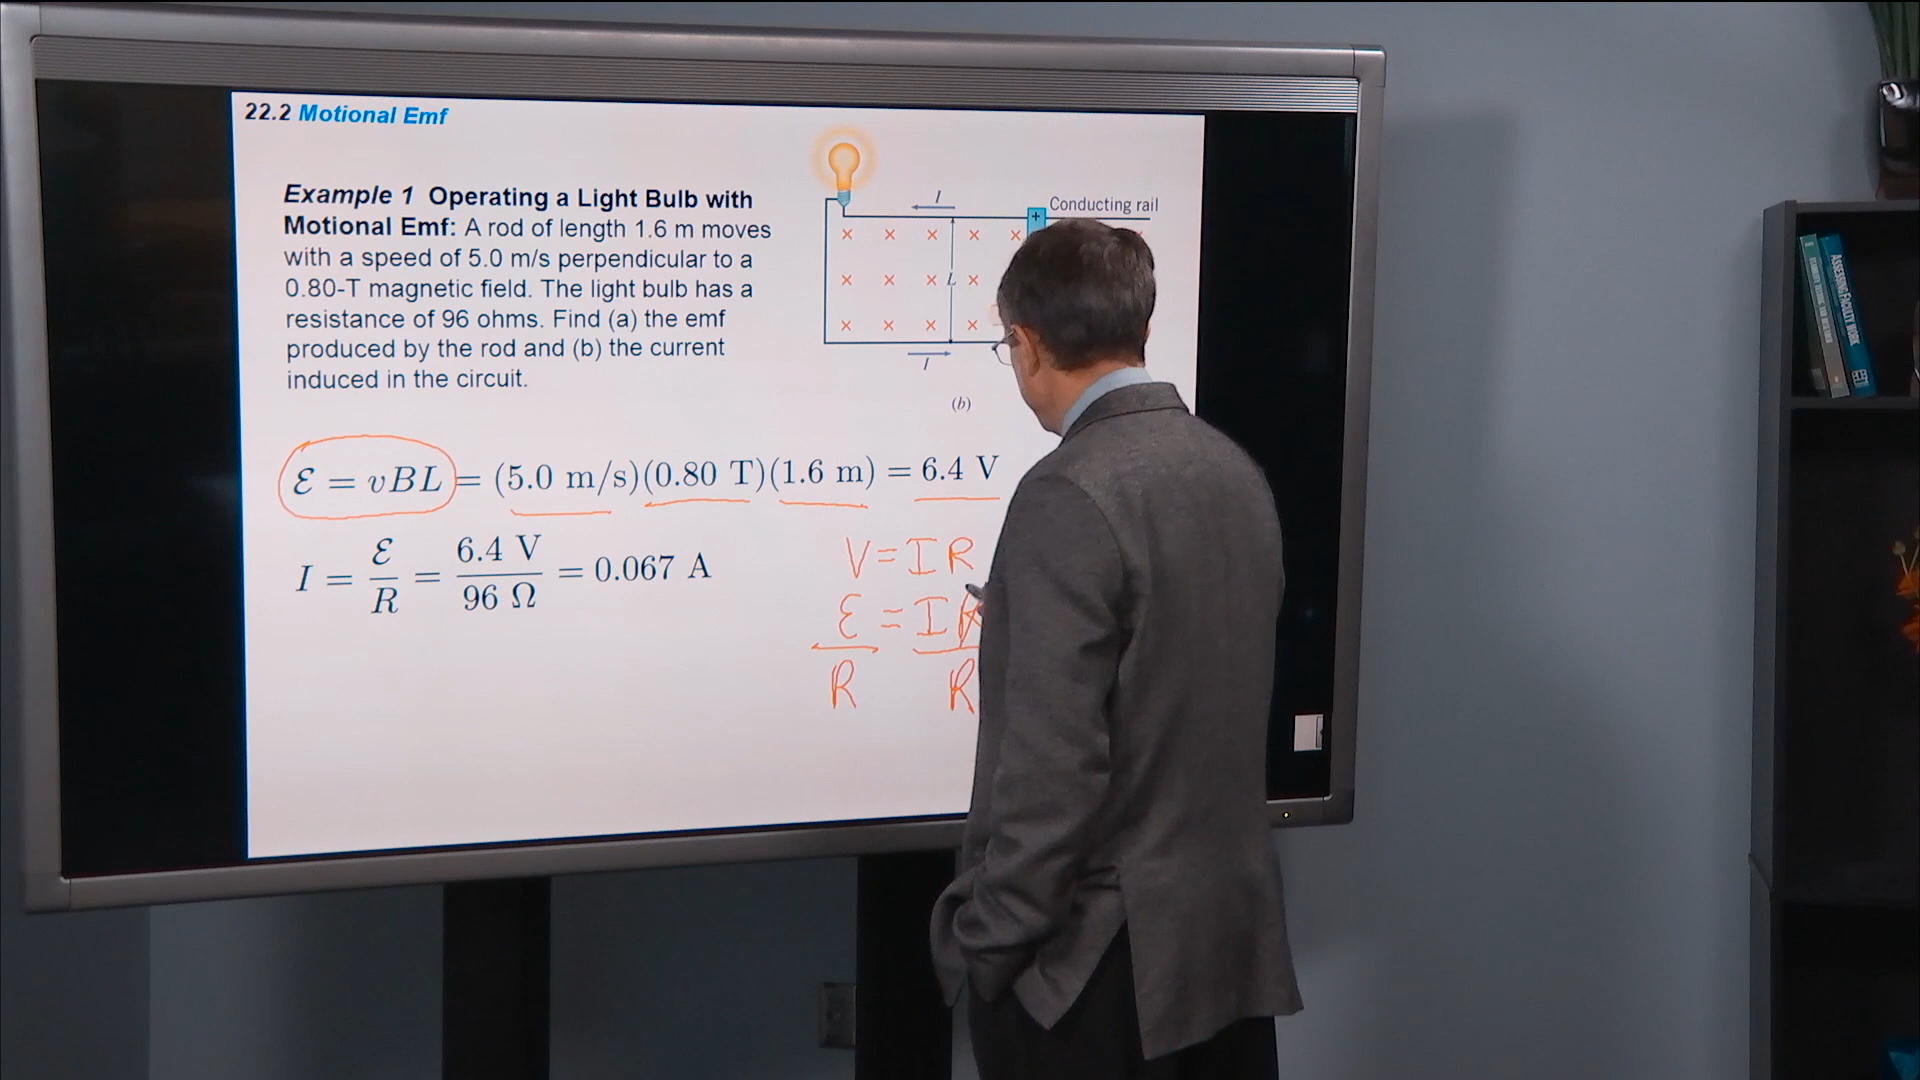 22.2 Motional Emf
Example 1 Operating a Light Bulb with
Motional Emf: A rod of length 1.6 m moves
with a speed of 5.0 m/s perpendicular to a
0.80-T magnetic field. The light bulb has a
resistance of 96 ohms. Find (a) the emf
produced by the rod and (b) the current
induced in the circuit.
I
+
Conducting rail
× × × × ×
× × × L ×
× × × ×
I
(b)
ℰ = vBL = (5.0 m/s)(0.80 T)(1.6 m) = 6.4 V
I = ℰ/R = 6.4 V/96 Ω = 0.067 A
V = IR
ℰ = IR
R R
ASSESSING FACULTY WORK